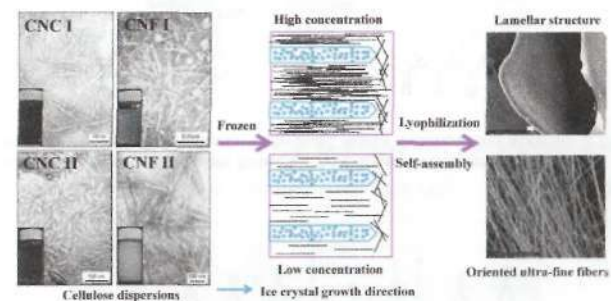 CNC I
CNF I
CNC II
CNF II
Cellulose dispersions
Frozen
High concentration
Low concentration
Ice crystal growth direction
Lyophilization
Self-assembly
Lamellar structure
Oriented ultra-fine fibers